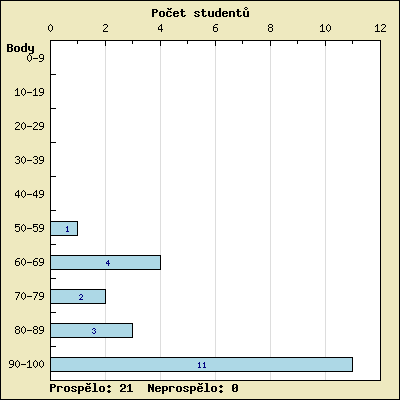 Počet studentů
0 2 4 6 8 10 12
Body
0-9
10-19
20-29
30-39
40-49
50-59 1
60-69 4
70-79 2
80-89 3
90-100 11
Prospělo: 21 Neprospělo: 0